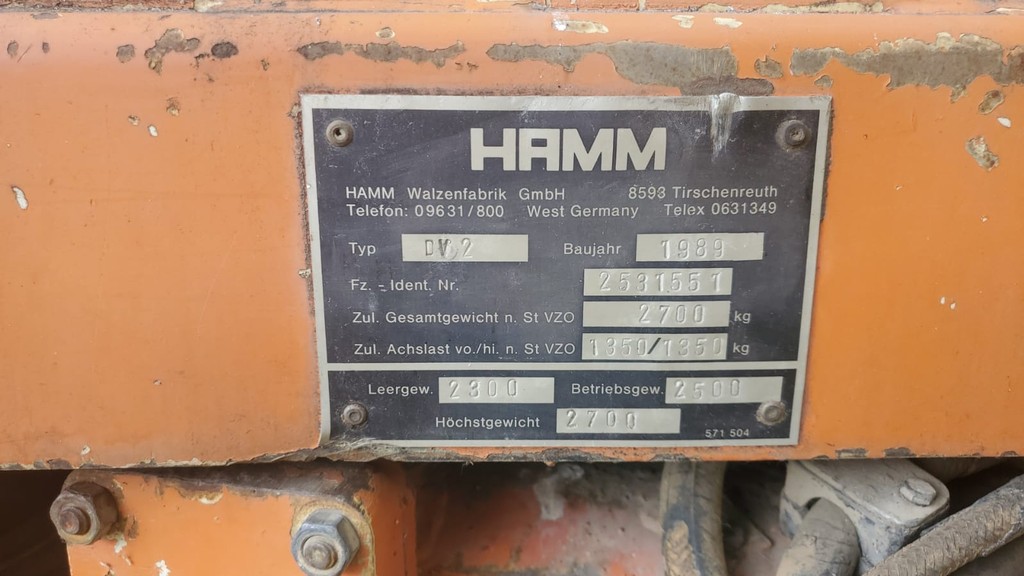 HAMM
HAMM Walzenfabrik GmbH 8593 Tirschenreuth
Telefon: 09631/800 West Germany Telex 0631349
Typ DV 2 Baujahr 1989
Fz. - Ident. Nr. 2531551
Zul. Gesamtgewicht n. St VZO 2700 kg
Zul. Achslast vo./hi. n. St VZO 1350/1350 kg
Leergew. 2300 Betriebsgew. 2500
Höchstgewicht 2700
571 504